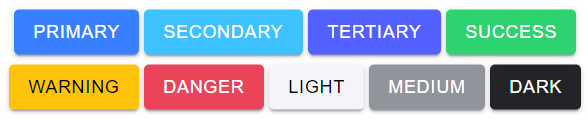 PRIMARY SECONDARY TERTIARY SUCCESS
WARNING DANGER LIGHT MEDIUM DARK